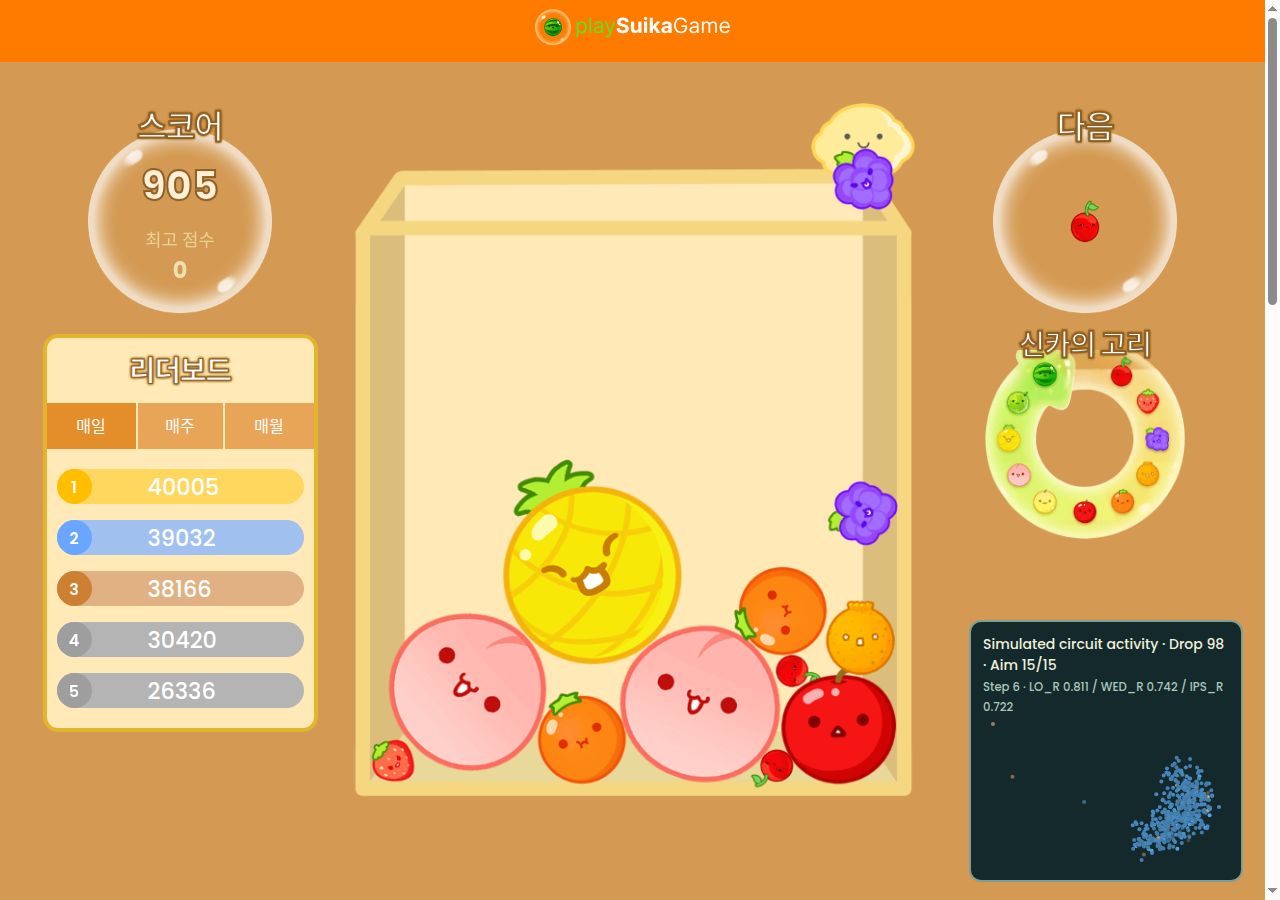 playSuikaGame
스코어
905
최고 점수
0
다음
신카의 고리
리더보드
매일 매주 매월
1 40005
2 39032
3 38166
4 30420
5 26336
Simulated circuit activity · Drop 98
· Aim 15/15
Step 6 · LO_R 0.811 / WED_R 0.742 / IPS_R
0.722